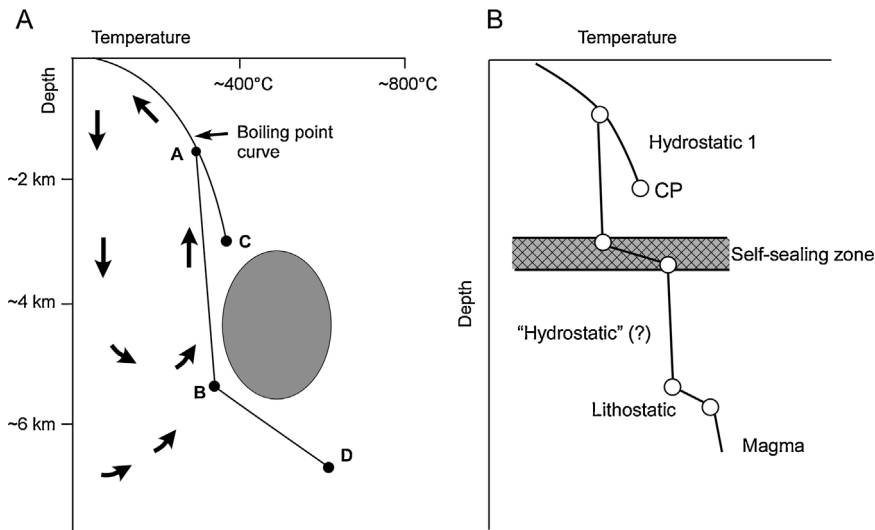 A
Temperature
Depth
~400°C
~800°C
Boiling point
curve
A
~2 km
C
~4 km
B
~6 km
D
B
Temperature
Hydrostatic 1
CP
Self-sealing zone
Depth
“Hydrostatic” (?)
Lithostatic
Magma